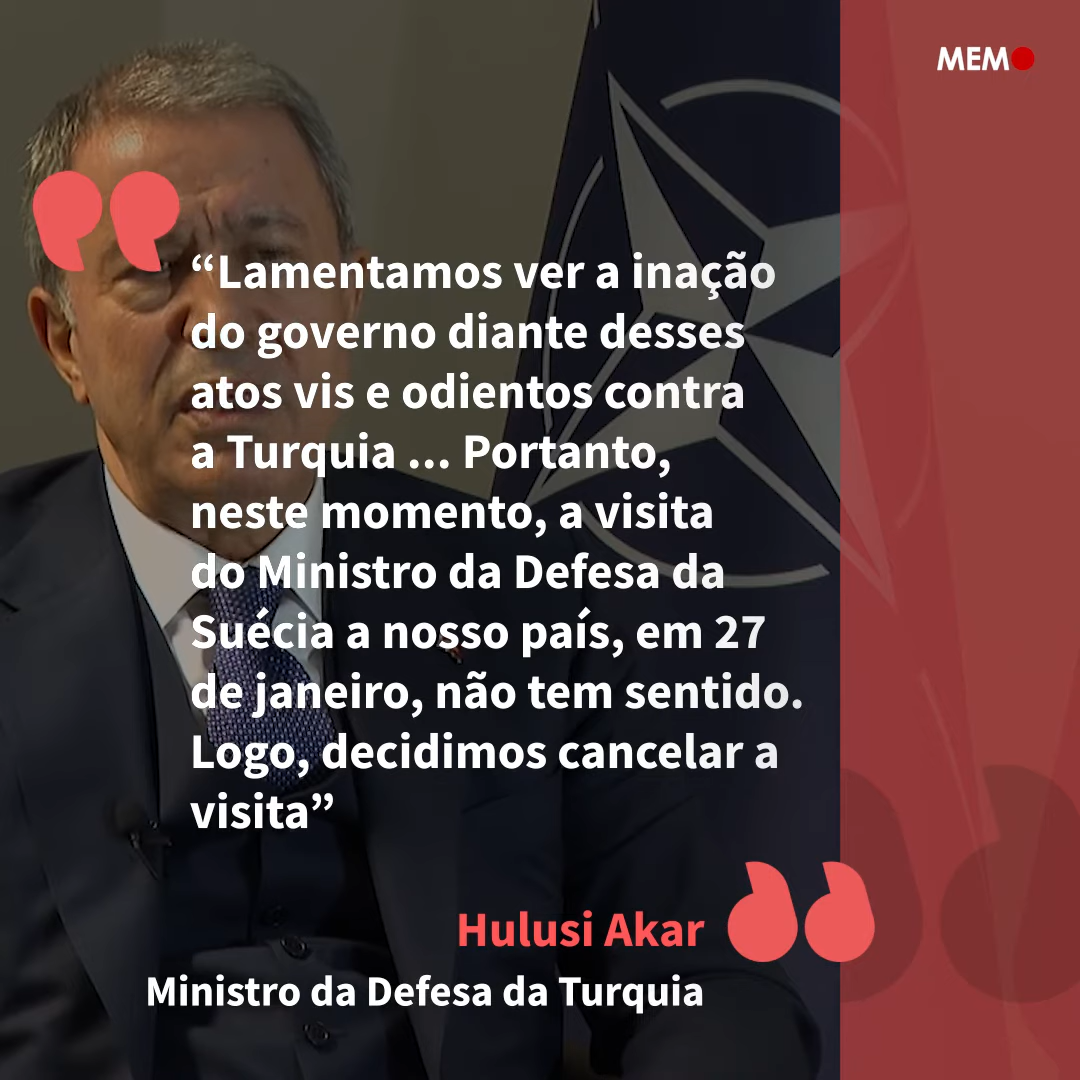 MEMO
“Lamentamos ver a inação
do governo diante desses
atos vis e odientos contra
a Turquia ... Portanto,
neste momento, a visita
do Ministro da Defesa da
Suécia a nosso país, em 27
de janeiro, não tem sentido.
Logo, decidimos cancelar a
visita”
Hulusi Akar
Ministro da Defesa da Turquia